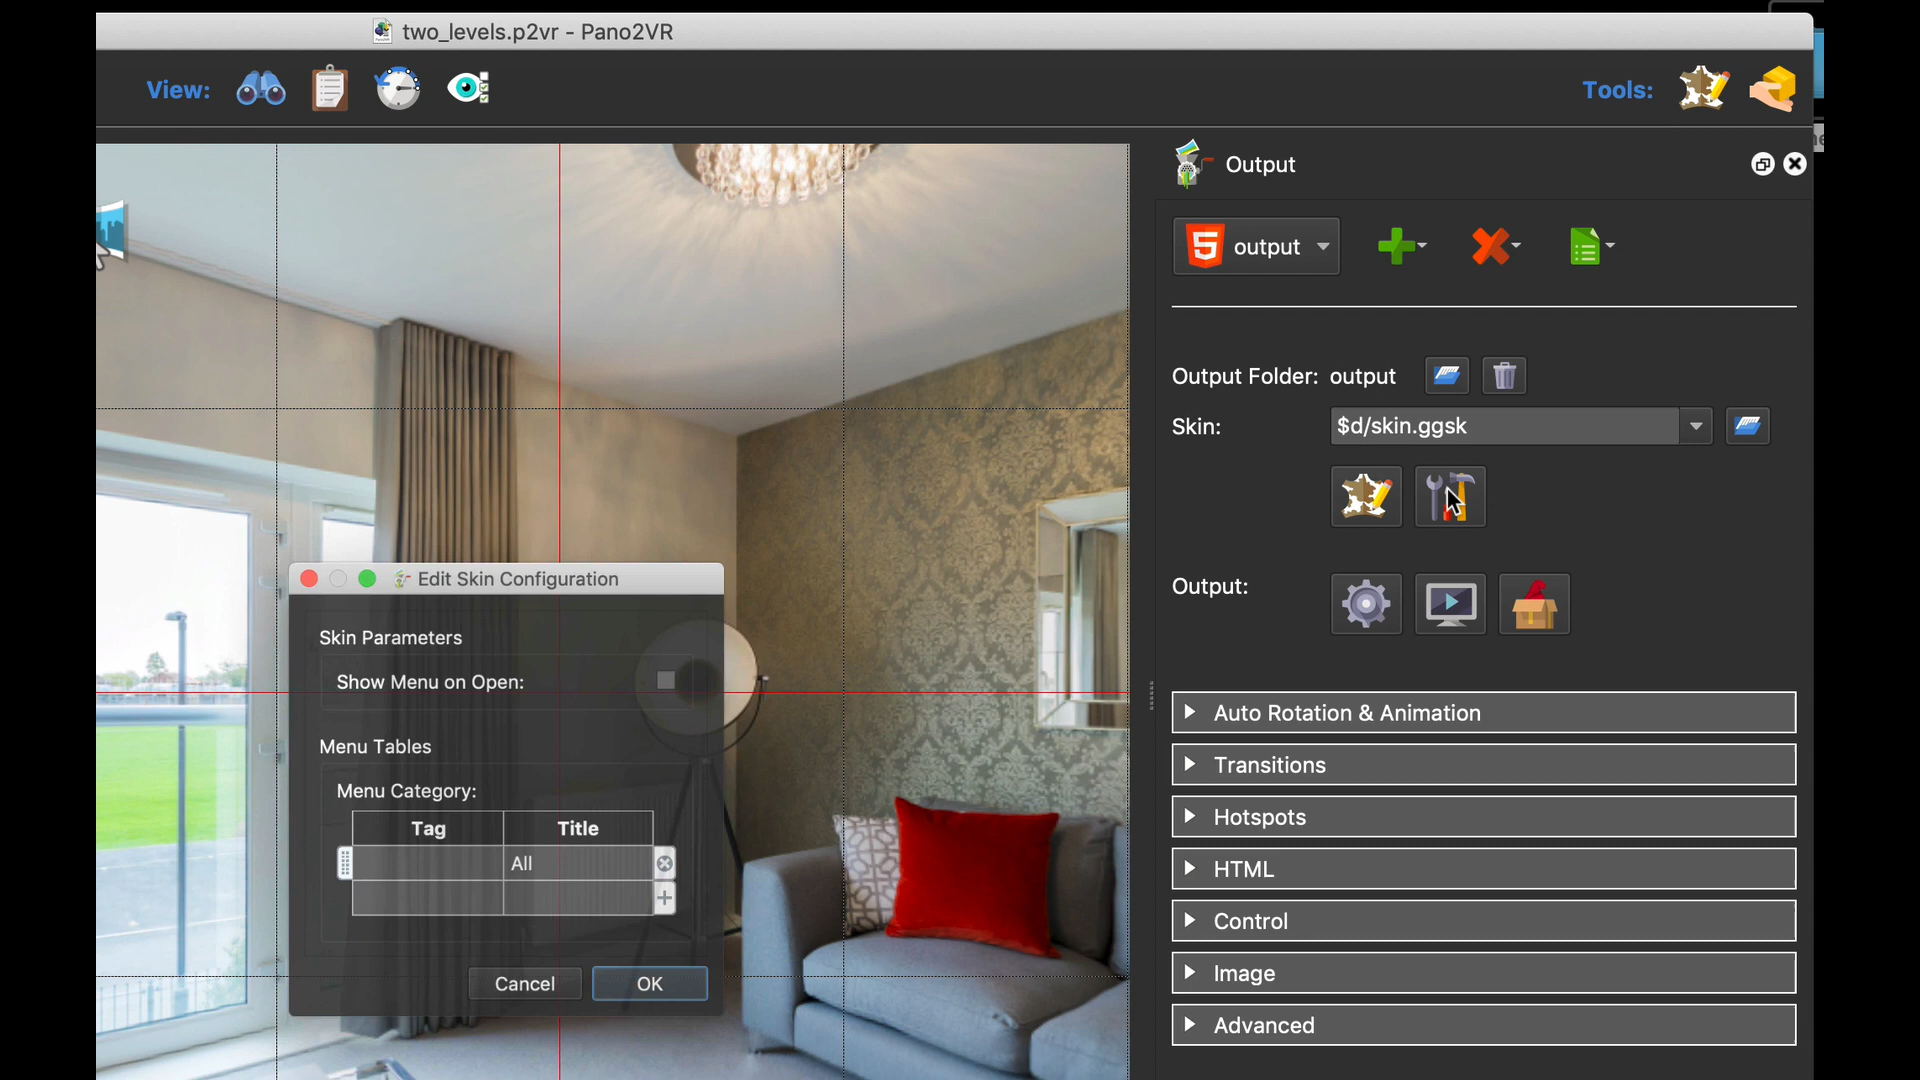 two_levels.p2vr - Pano2VR
View:
Tools:
Output
5 output
Output Folder: output
Skin: $d/skin.ggsk
Output:
Auto Rotation & Animation
Transitions
Hotspots
HTML
Control
Image
Advanced
Edit Skin Configuration
Skin Parameters
Show Menu on Open:
Menu Tables
Menu Category:
Tag Title
All
Cancel OK